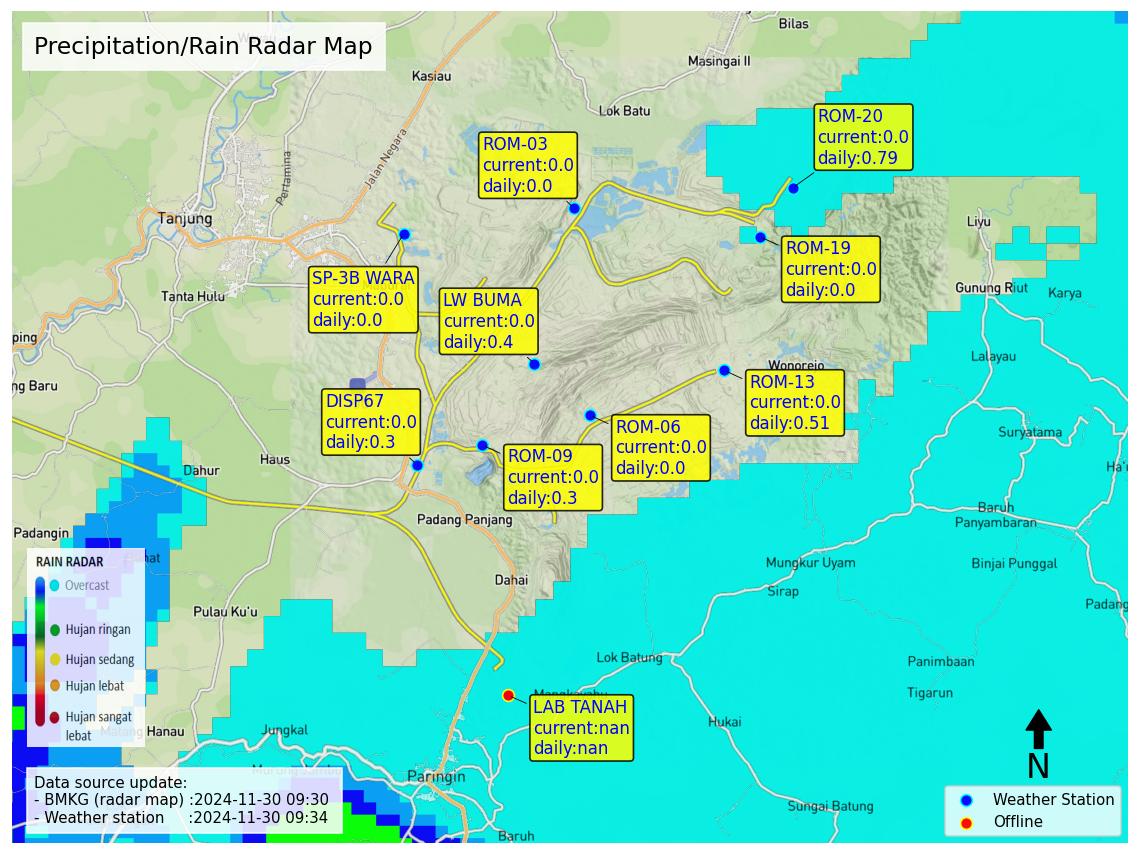 Precipitation/Rain Radar Map
Bilas
Masingai II
Kasiau
Lok Batu
Jalan Negara
Pertamina
Tanjung
Tanta Hulu
ping
ng Baru
ROM-20
current:0.0
daily:0.79
ROM-03
current:0.0
daily:0.0
ROM-19
current:0.0
daily:0.0
SP-3B WARA
current:0.0
daily:0.0
LW BUMA
current:0.0
daily:0.4
Liyu
Gunung Riut
Karya
Lalayau
Wonorejo
ROM-13
current:0.0
daily:0.51
DISP67
current:0.0
daily:0.3
ROM-06
current:0.0
daily:0.0
ROM-09
current:0.0
daily:0.3
Suryatama
Haus
Dahur
Padangin
Padang Panjang
Baruh
Panyambaran
Mungkur Uyam
Binjai Punggal
Dahai
Sirap
Padang
Pulau Ku'u
Lok Batung
Panimbaan
Tigarun
RAIN RADAR
Overcast
Hujan ringan
Hujan sedang
Hujan lebat
Hujan sangat
lebat
LAB TANAH
current:nan
daily:nan
Hukai
Hanau
Jungkal
Paringin
Sungai Batung
Baruh
Data source update:
- BMKG (radar map) :2024-11-30 09:30
- Weather station :2024-11-30 09:34
N
Weather Station
Offline